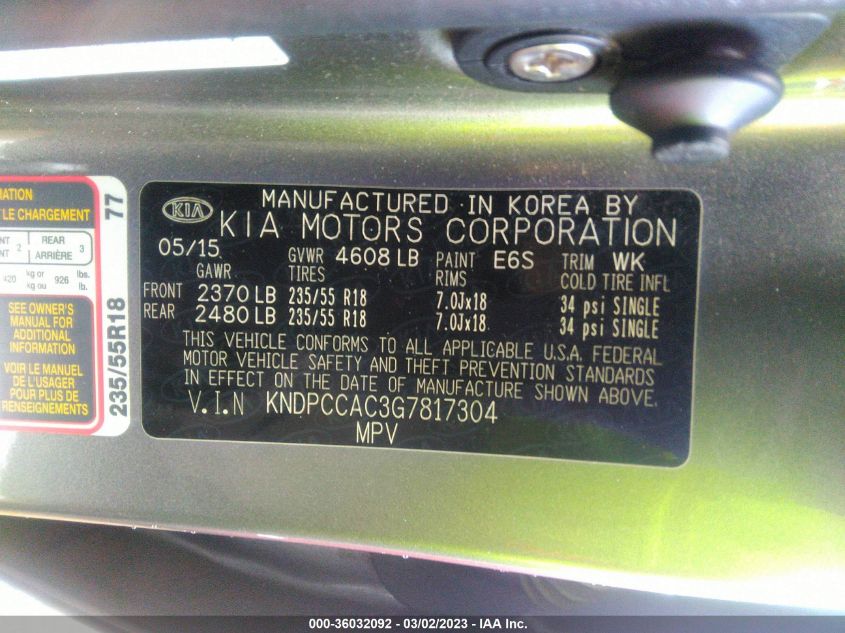 MATION
LE CHARGEMENT
NT 2 REAR 3
NT ARRIÈRE
420 kg or kg ou 926 lbs. lb.
SEE OWNER'S
MANUAL FOR
ADDITIONAL
INFORMATION
VOIR LE MANUEL
DE L'USAGER
POUR PLUS DE
RENSEIGNEMENTS
235/55R18 77
KIA
MANUFACTURED IN KOREA BY
KIA MOTORS CORPORATION
05/15 GVWR 4608 LB PAINT E6S TRIM WK
GAWR TIRES RIMS COLD TIRE INFL
FRONT 2370 LB 235/55 R18 7.0Jx18 34 psi SINGLE
REAR 2480 LB 235/55 R18 7.0Jx18 34 psi SINGLE
THIS VEHICLE CONFORMS TO ALL APPLICABLE U.S.A. FEDERAL
MOTOR VEHICLE SAFETY AND THEFT PREVENTION STANDARDS
IN EFFECT ON THE DATE OF MANUFACTURE SHOWN ABOVE.
V.I.N KNDPCCAC3G7817304
MPV
000-36032092 - 03/02/2023 - IAA Inc.